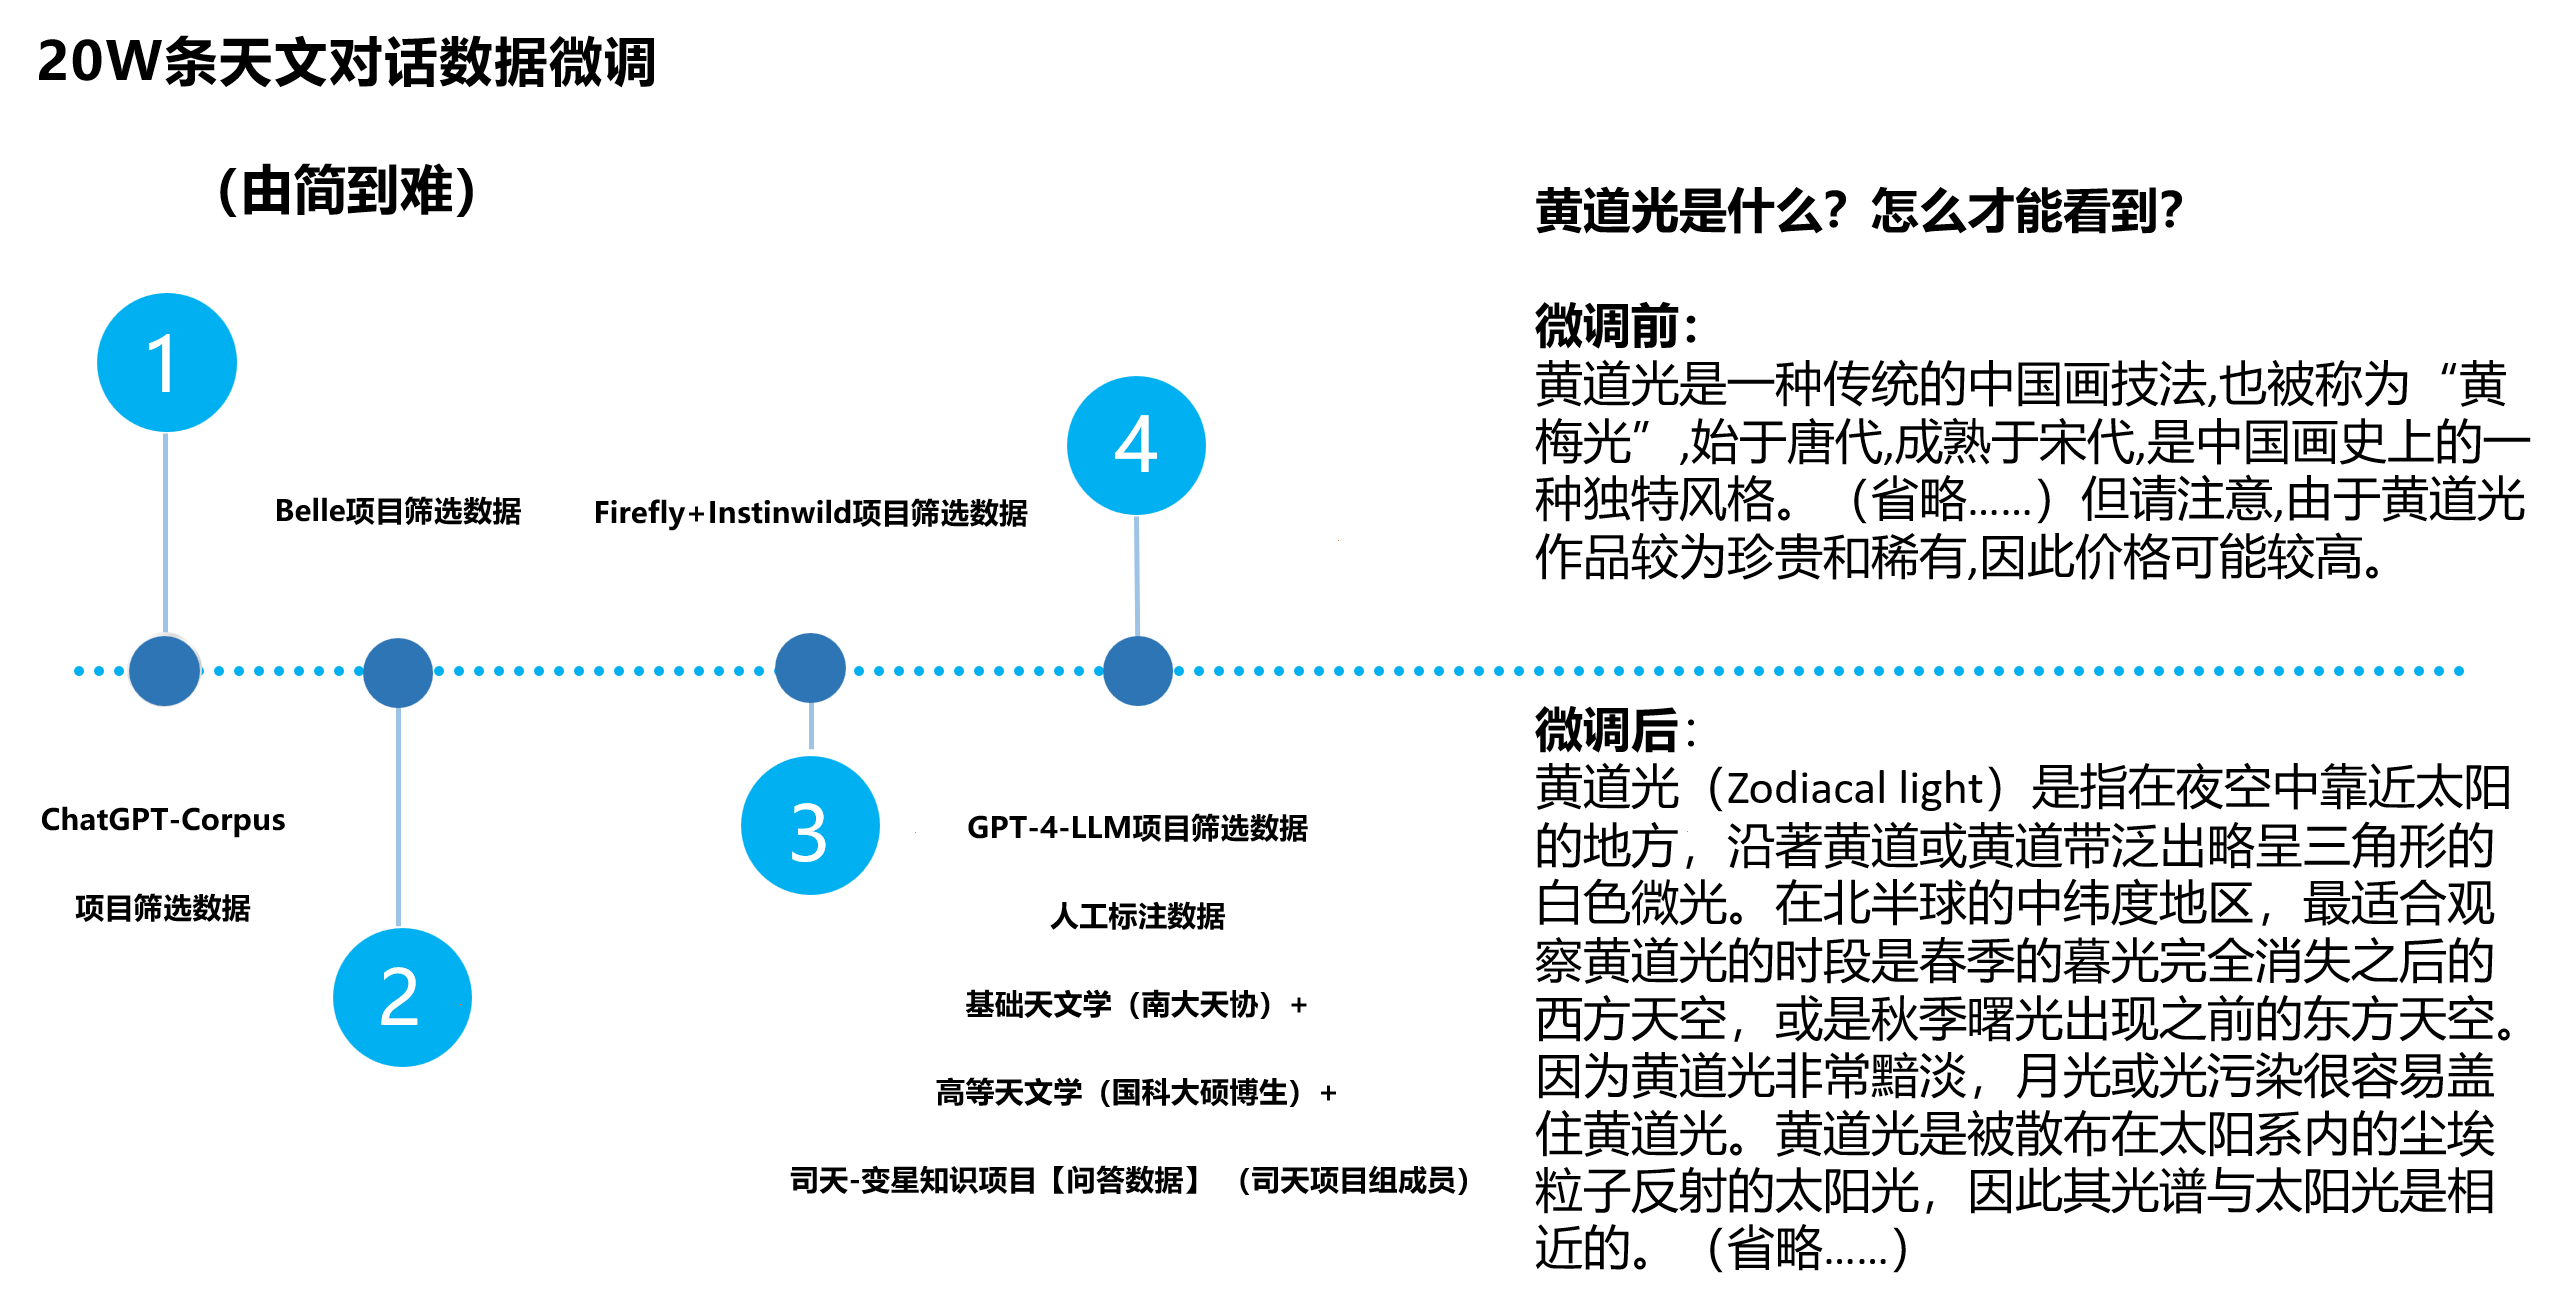 20W条天文对话数据微调
（由简到难）
1
Belle项目筛选数据
Firefly+Instinwild项目筛选数据
4
ChatGPT-Corpus
项目筛选数据
2
3
GPT-4-LLM项目筛选数据
人工标注数据
基础天文学（南大天协）+
高等天文学（国科大硕博生）+
司天-变星知识项目【问答数据】（司天项目组成员）
黄道光是什么？怎么才能看到？
微调前：
黄道光是一种传统的中国画技法,也被称为“黄
梅光”,始于唐代,成熟于宋代,是中国画史上的一
种独特风格。（省略……）但请注意,由于黄道光
作品较为珍贵和稀有,因此价格可能较高。
微调后：
黄道光（Zodiacal light）是指在夜空中靠近太阳
的地方，沿著黄道或黄道带泛出略呈三角形的
白色微光。在北半球的中纬度地区，最适合观
察黄道光的时段是春季的暮光完全消失之后的
西方天空，或是秋季曙光出现之前的东方天空。
因为黄道光非常黯淡，月光或光污染很容易盖
住黄道光。黄道光是被散布在太阳系内的尘埃
粒子反射的太阳光，因此其光谱与太阳光是相
近的。（省略……）